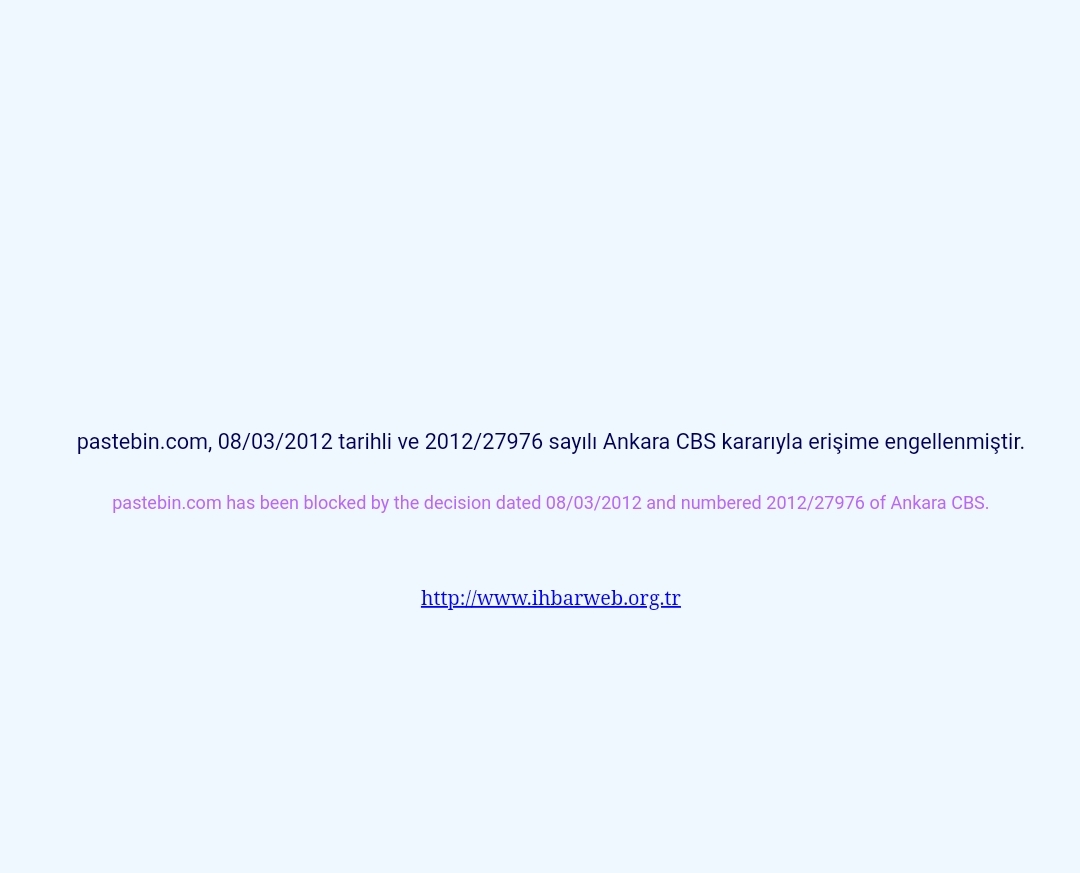 pastebin.com, 08/03/2012 tarihli ve 2012/27976 sayılı Ankara CBS kararıyla erişime engellenmiştir.
pastebin.com has been blocked by the decision dated 08/03/2012 and numbered 2012/27976 of Ankara CBS.
http://www.ihbarweb.org.tr